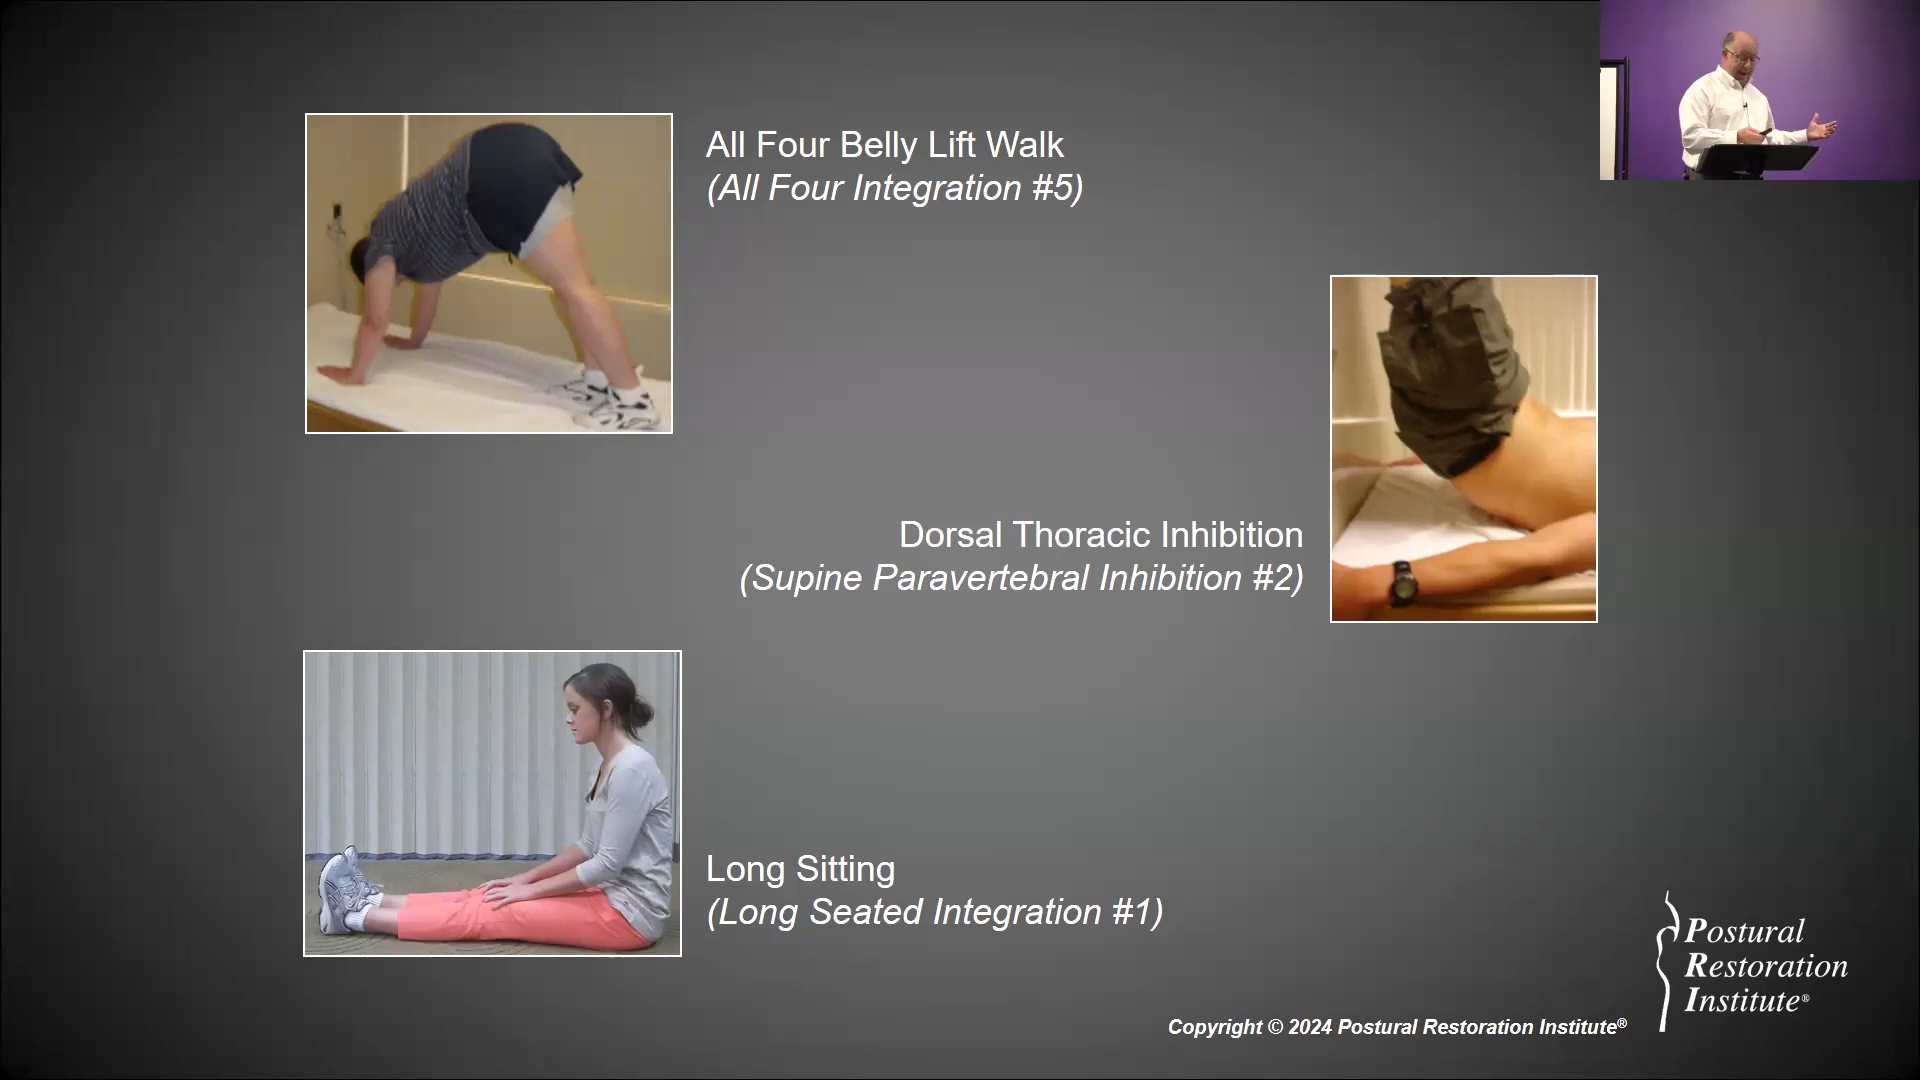 All Four Belly Lift Walk
(All Four Integration #5)
Dorsal Thoracic Inhibition
(Supine Paravertebral Inhibition #2)
Long Sitting
(Long Seated Integration #1)
Postural
Restoration
Institute®
Copyright © 2024 Postural Restoration Institute®